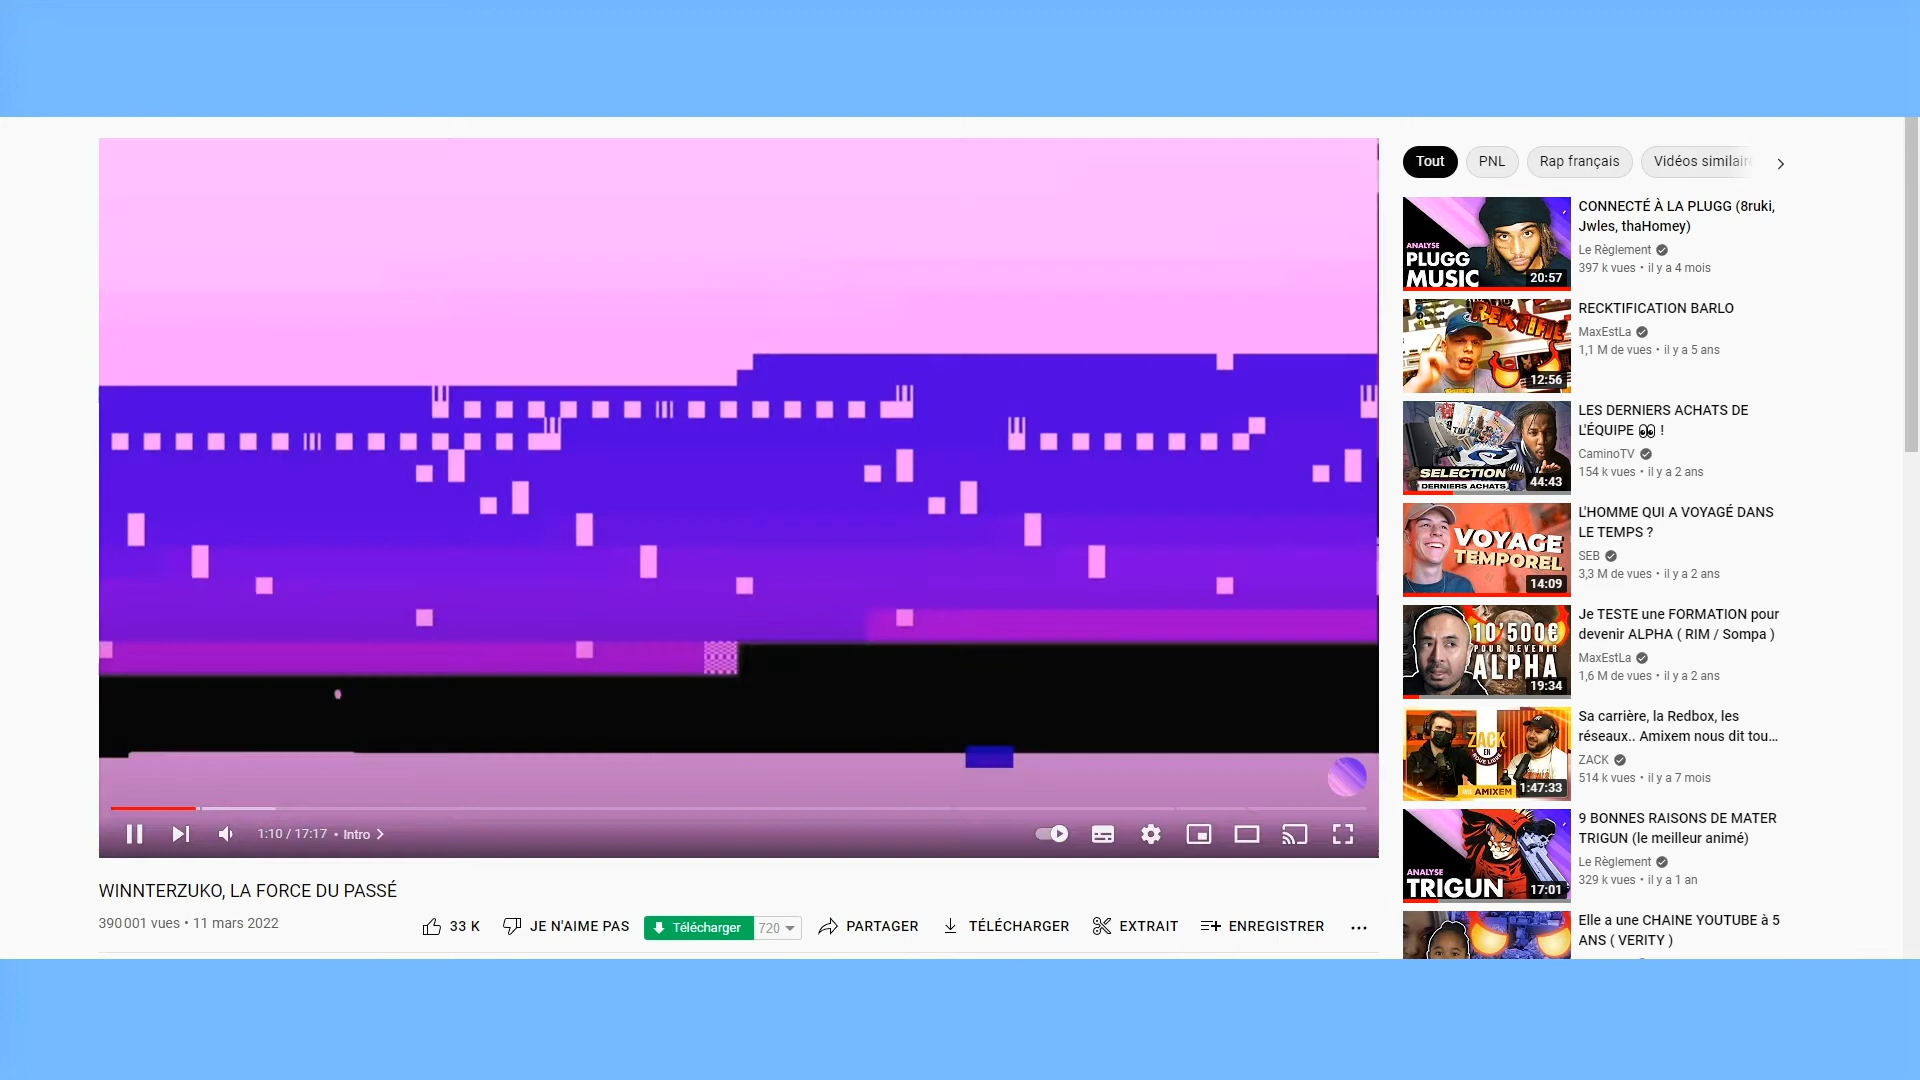 Tout
PNL
Rap français
Vidéos similaire
ANALYSE
PLUGG
MUSIC
20:57
CONNECTÉ À LA PLUGG (8ruki,
Jwles, thaHomey)
Le Règlement
397 k vues • il y a 4 mois
12:56
RECKTIFICATION BARLO
MaxEstLa
1,1 M de vues • il y a 5 ans
SELECTION
DERNIERS ACHATS
44:43
LES DERNIERS ACHATS DE
L'ÉQUIPE 👀 !
CaminoTV
154 k vues • il y a 2 ans
VOYAGE
TEMPOREL
14:09
L'HOMME QUI A VOYAGÉ DANS
LE TEMPS ?
SEB
3,3 M de vues • il y a 2 ans
10'500€
POUR DEVENIR
ALPHA
19:34
Je TESTE une FORMATION pour
devenir ALPHA ( RIM / Sompa )
MaxEstLa
1,6 M de vues • il y a 2 ans
ZACK
EN
ROUE LIBRE
AMIXEM
1:47:33
Sa carrière, la Redbox, les
réseaux.. Amixem nous dit tou...
ZACK
514 k vues • il y a 7 mois
ANALYSE
TRIGUN
17:01
9 BONNES RAISONS DE MATER
TRIGUN (le meilleur animé)
Le Règlement
329 k vues • il y a 1 an
Elle a une CHAINE YOUTUBE à 5
ANS ( VERITY )
1:10 / 17:17 • Intro
WINNTERZUKO, LA FORCE DU PASSÉ
390 001 vues • 11 mars 2022
33 K
JE N'AIME PAS
Télécharger
720
PARTAGER
TÉLÉCHARGER
EXTRAIT
ENREGISTRER